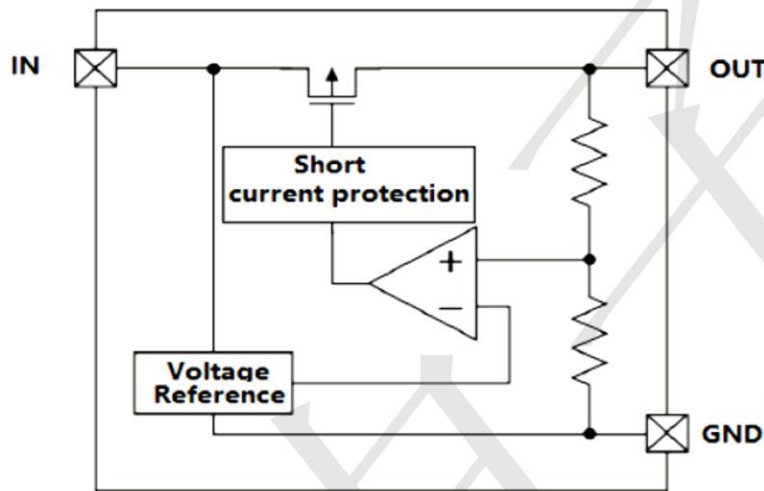 IN
OUT
Short
current protection
+
−
Voltage
Reference
GND